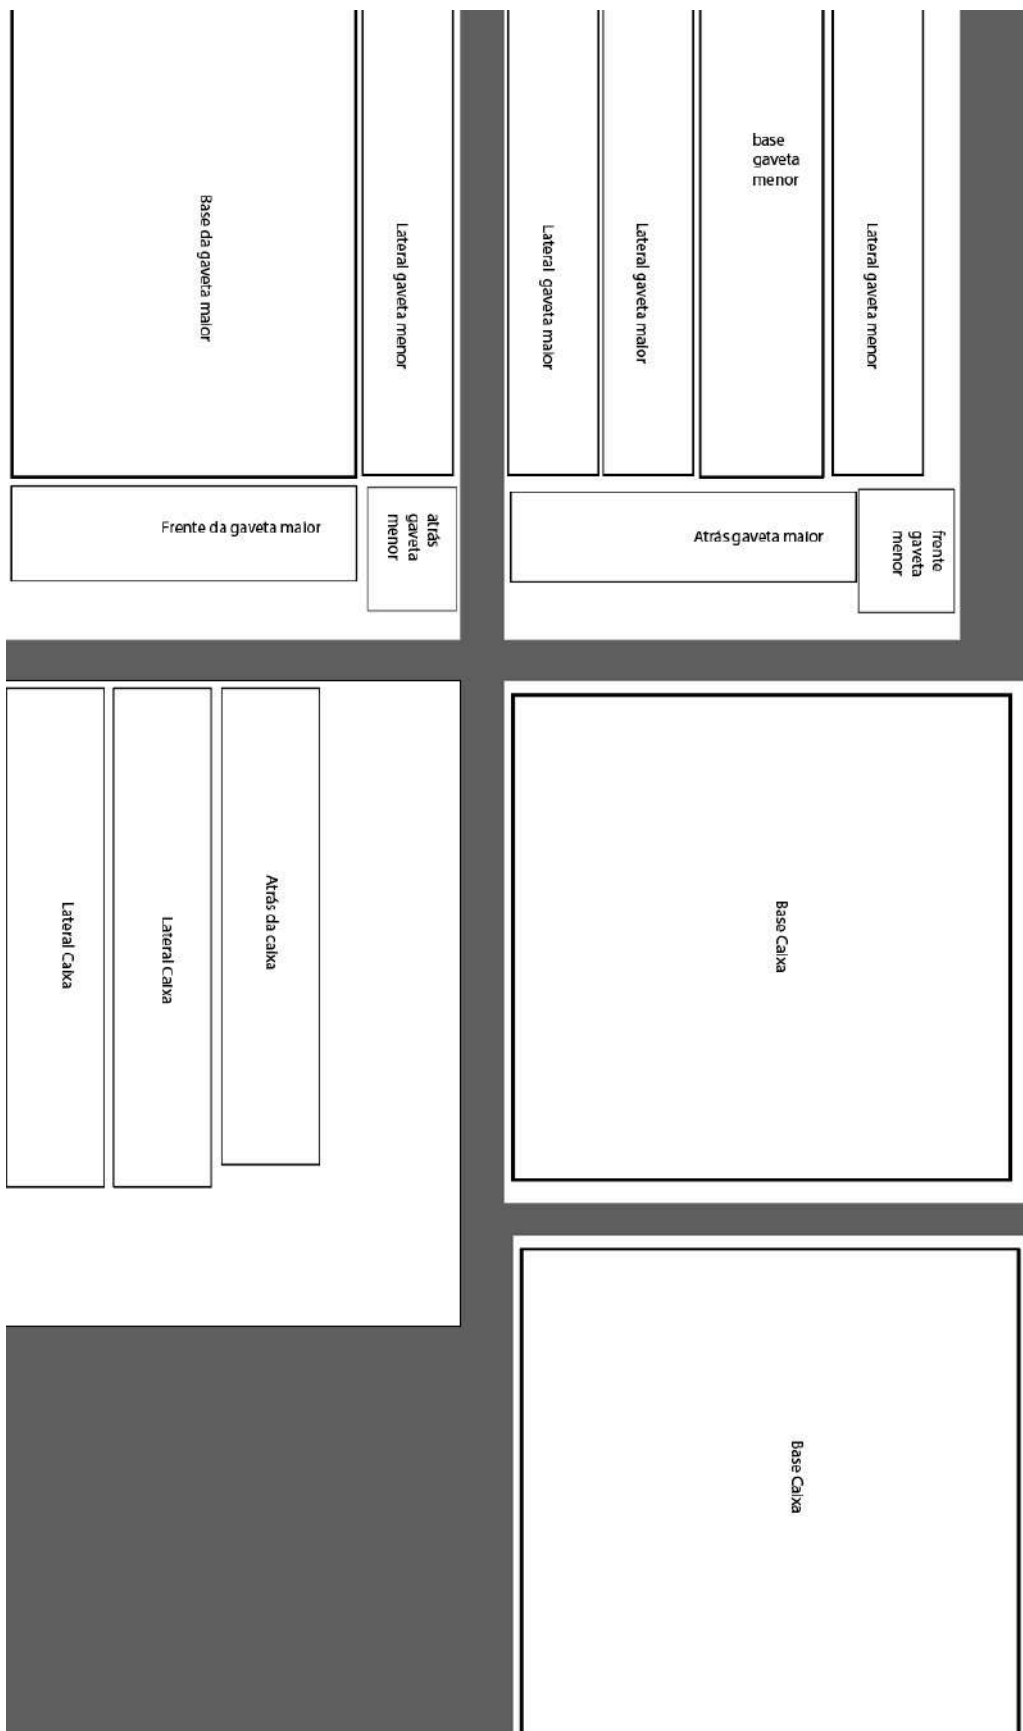 Base da gaveta maior
Lateral gaveta menor
Lateral gaveta maior
Lateral gaveta maior
base
gaveta
menor
Lateral gaveta menor
Frente da gaveta maior
atrás
gaveta
menor
Atrás gaveta maior
frente
gaveta
menor
Lateral Caixa
Lateral Caixa
Atrás da caixa
Base Caixa
Base Caixa